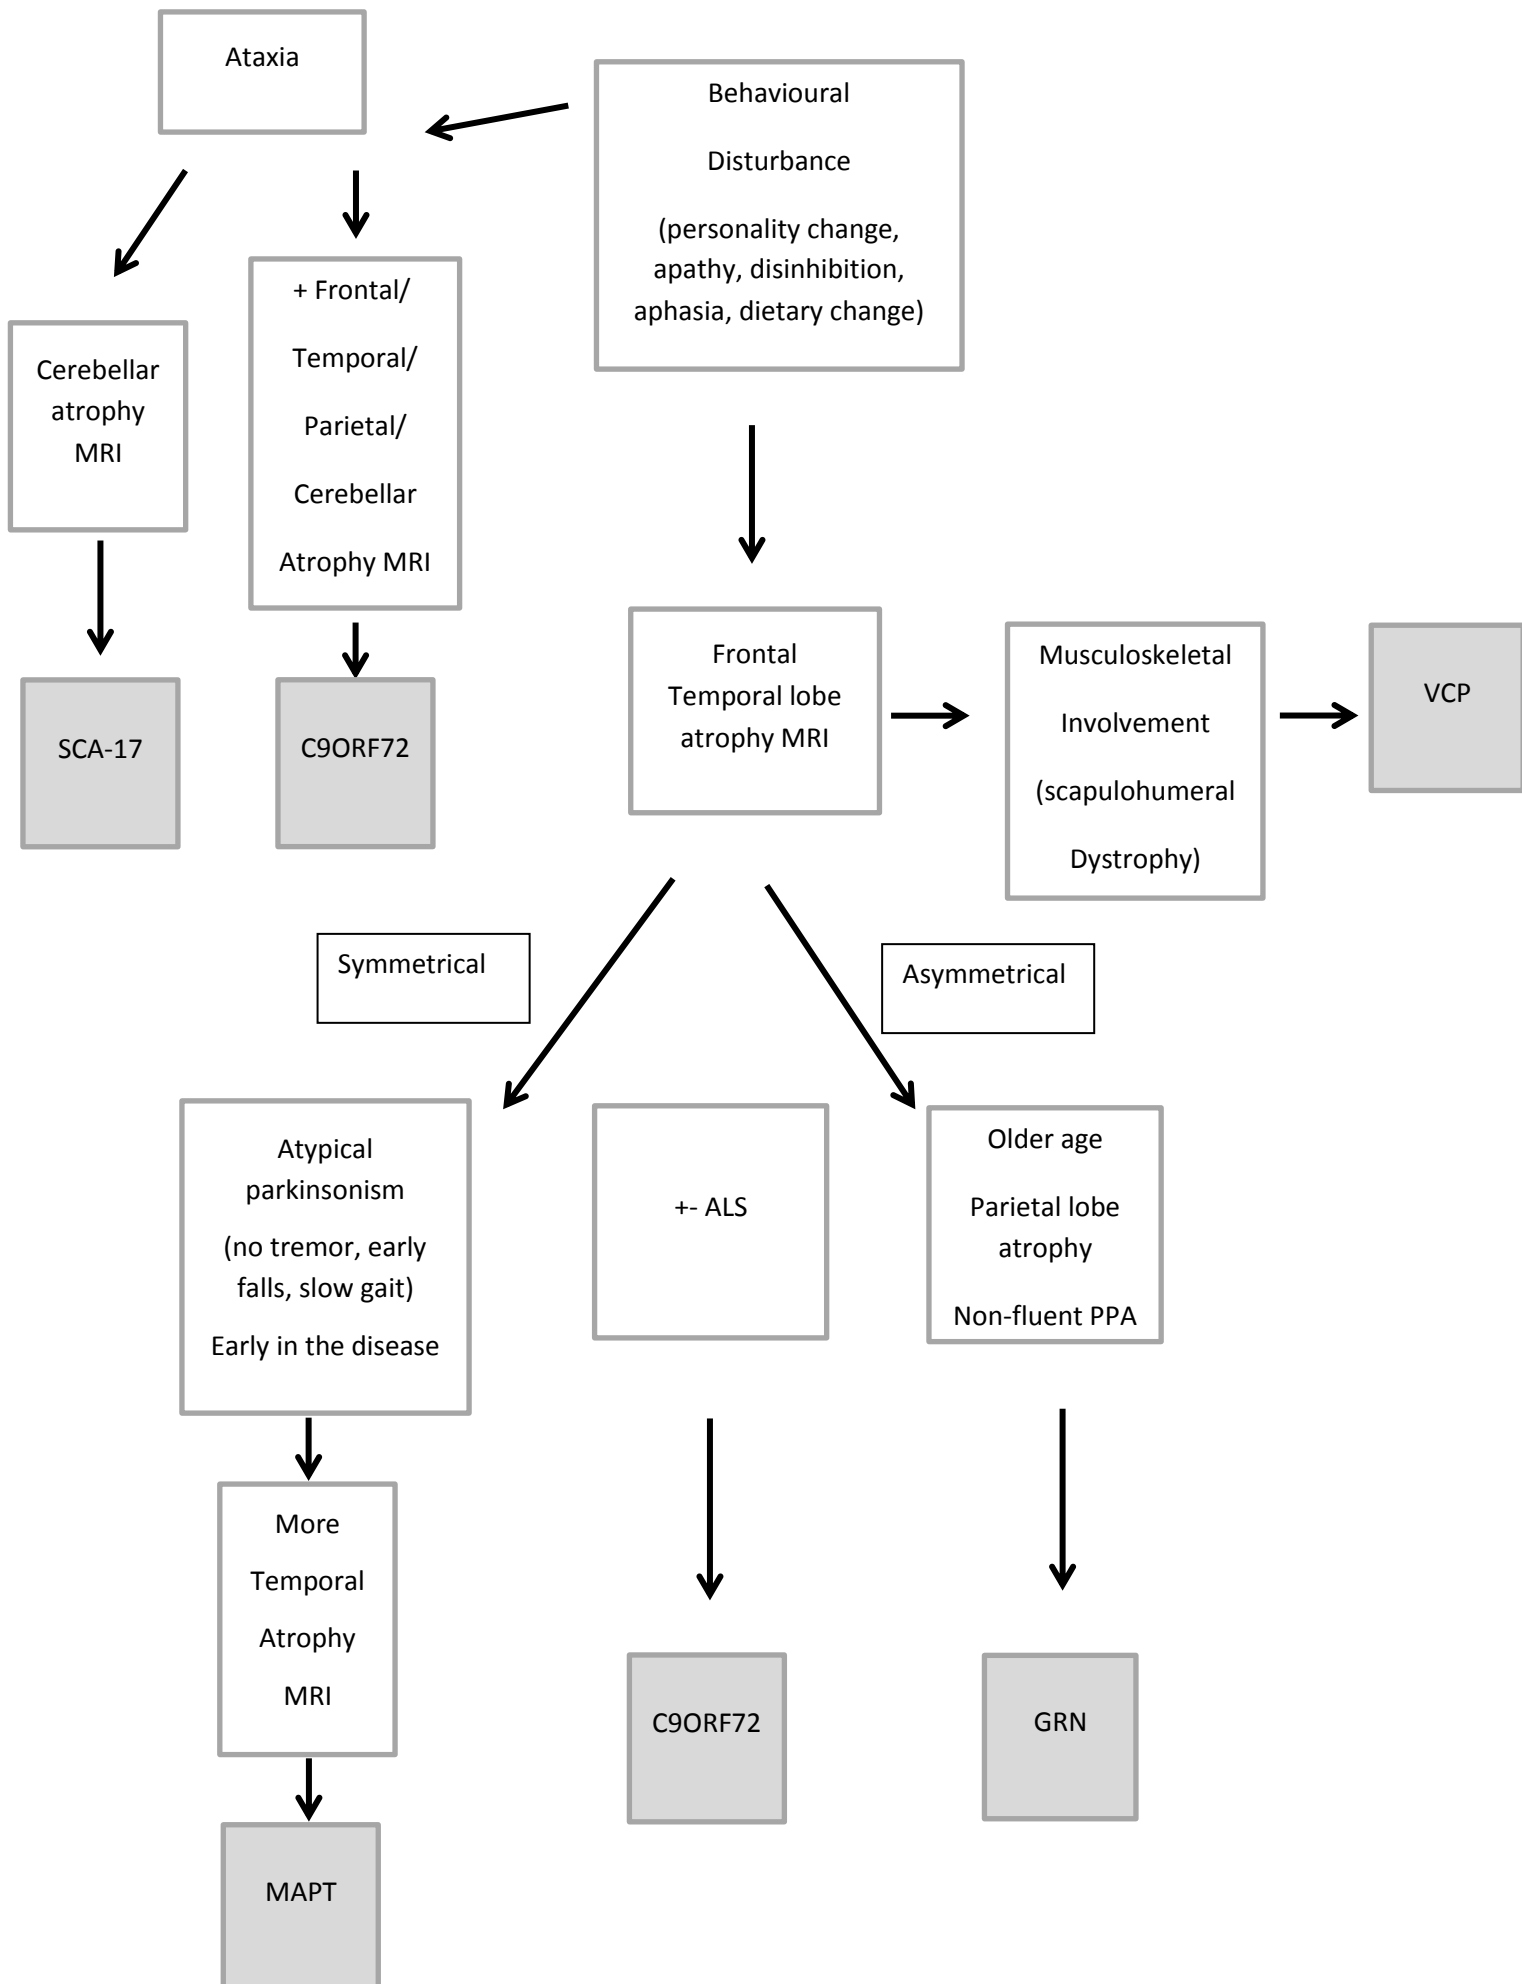 Ataxia
Behavioural
Disturbance
(personality change,
apathy, disinhibition,
aphasia, dietary change)
+ Frontal/
Temporal/
Parietal/
Cerebellar
Atrophy MRI
Cerebellar
atrophy
MRI
SCA-17
C9ORF72
Frontal
Temporal lobe
atrophy MRI
Musculoskeletal
Involvement
(scapulohumeral
Dystrophy)
VCP
Symmetrical
Asymmetrical
Atypical
parkinsonism
(no tremor, early
falls, slow gait)
Early in the disease
+- ALS
Older age
Parietal lobe
atrophy
Non-fluent PPA
More
Temporal
Atrophy
MRI
C9ORF72
GRN
MAPT